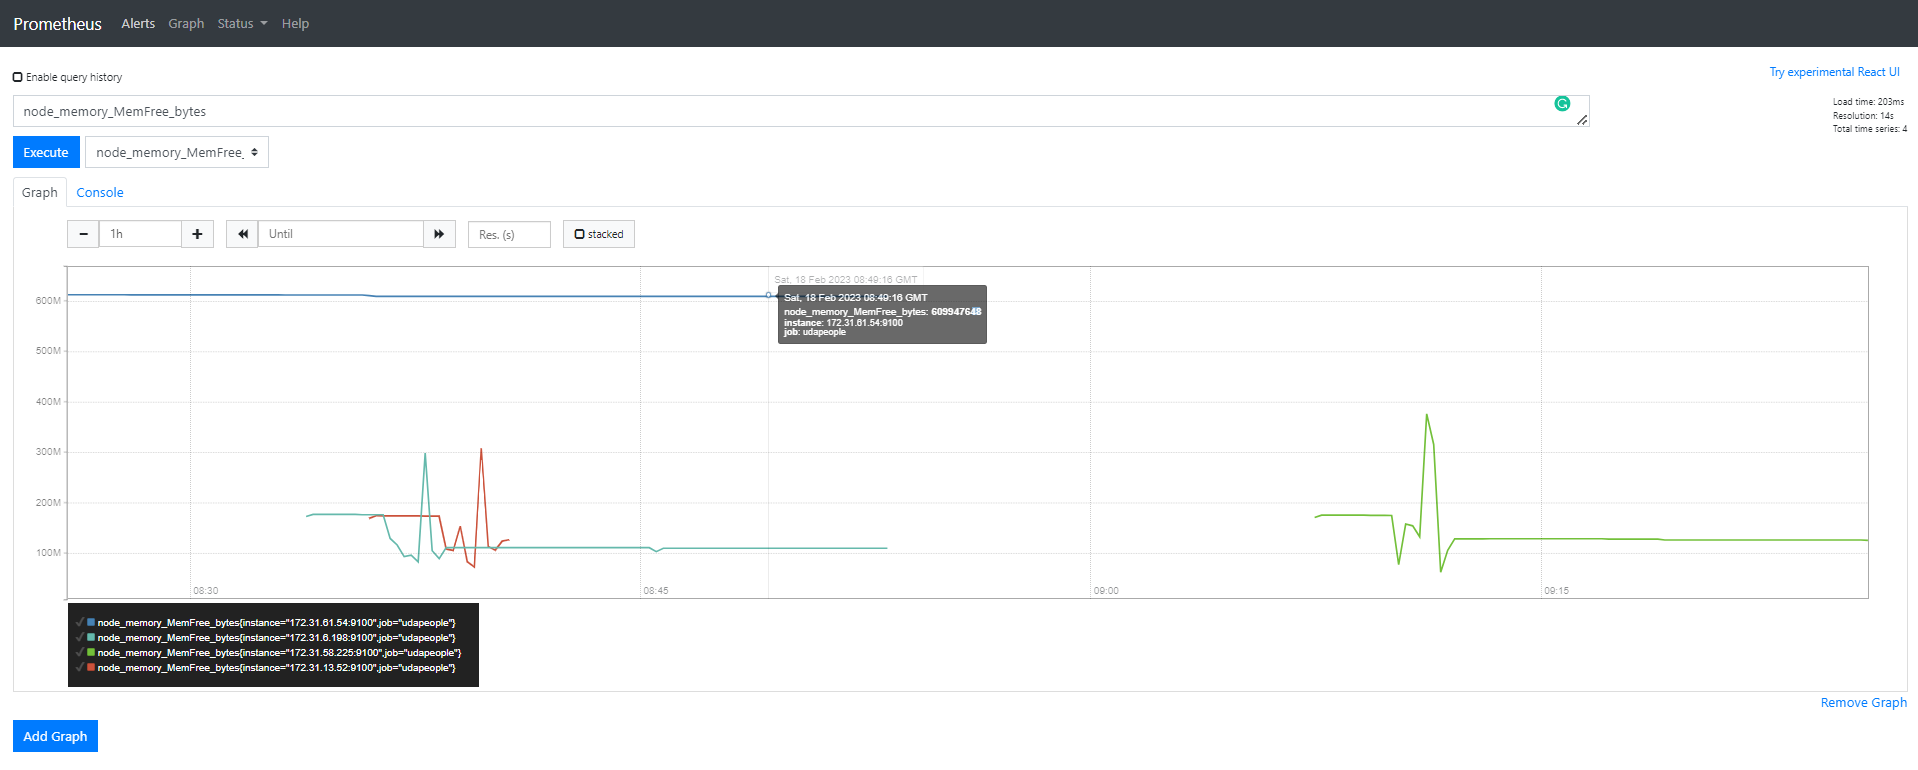 Prometheus Alerts Graph Status Help
Enable query history
Try experimental React UI
node_memory_MemFree_bytes
Load time: 203ms
Resolution: 14s
Total time series: 4
Execute node_memory_MemFree_
Graph Console
1h Until Res. (s) stacked
Sat, 18 Feb 2023 08:49:16 GMT
Sat, 18 Feb 2023 08:49:16 GMT
node_memory_MemFree_bytes: 609947648
instance: 172.31.61.54:9100
job: udapeople
600M
500M
400M
300M
200M
100M
08:30 08:45 09:00 09:15
node_memory_MemFree_bytes{instance="172.31.61.54:9100",job="udapeople"}
node_memory_MemFree_bytes{instance="172.31.6.198:9100",job="udapeople"}
node_memory_MemFree_bytes{instance="172.31.58.225:9100",job="udapeople"}
node_memory_MemFree_bytes{instance="172.31.13.52:9100",job="udapeople"}
Remove Graph
Add Graph